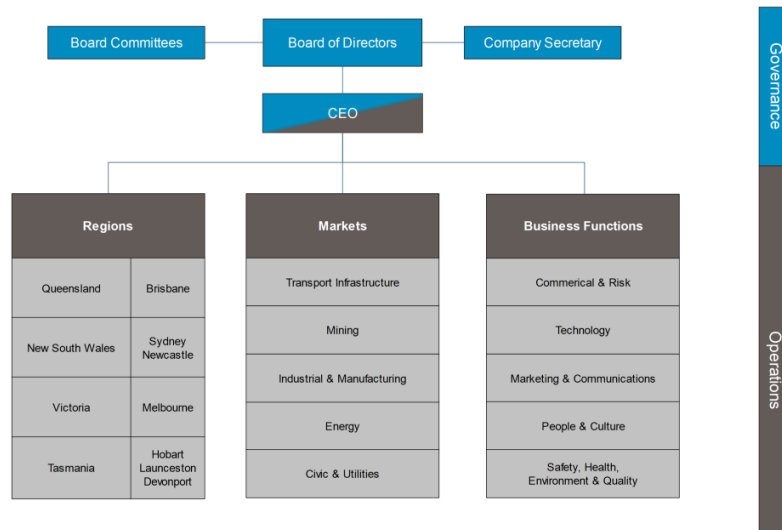 Board Committees
Board of Directors
Company Secretary
CEO
Governance
Operations
Regions
Queensland
Brisbane
New South Wales
Sydney
Newcastle
Victoria
Melbourne
Tasmania
Hobart
Launceston
Devonport
Markets
Transport Infrastructure
Mining
Industrial & Manufacturing
Energy
Civic & Utilities
Business Functions
Commerical & Risk
Technology
Marketing & Communications
People & Culture
Safety, Health,
Environment & Quality